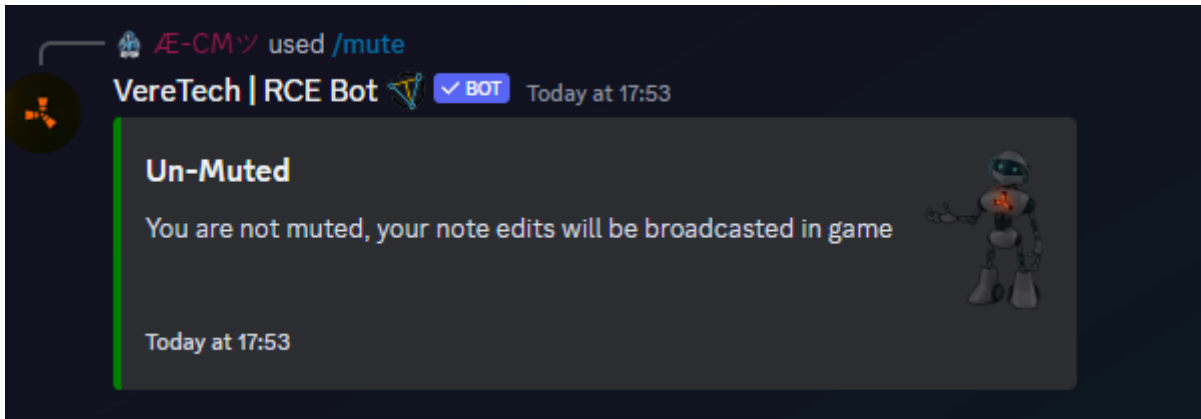 Æ-CMツ used /mute
VereTech | RCE Bot ✓ BOT Today at 17:53
Un-Muted
You are not muted, your note edits will be broadcasted in game
Today at 17:53